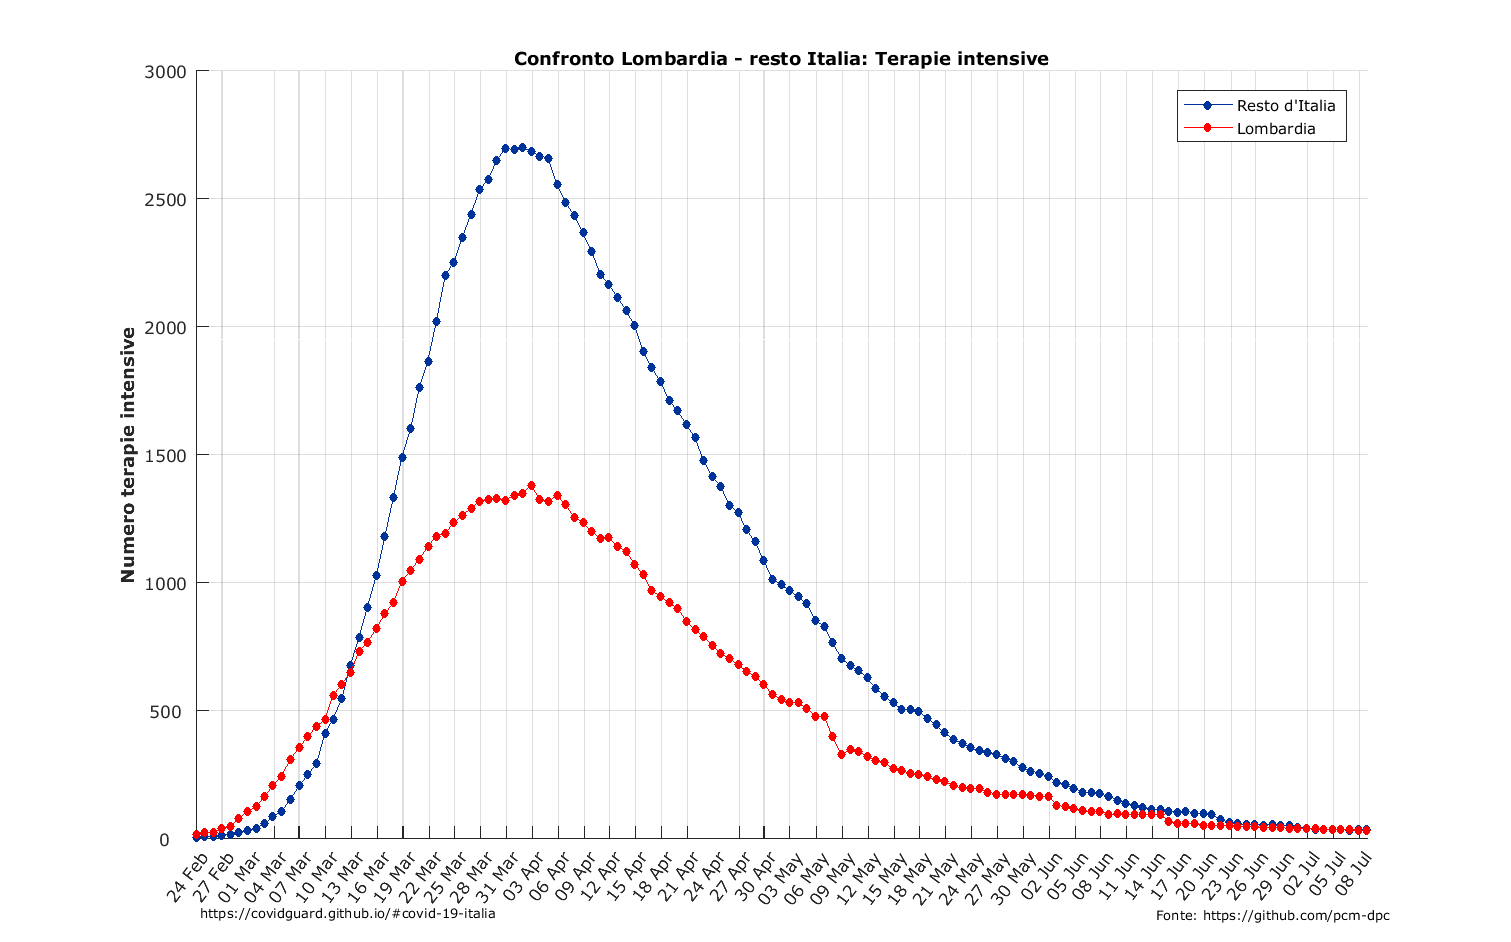 Confronto Lombardia - resto Italia: Terapie intensive
3000
2500
2000
1500
1000
500
0
Numero terapie intensive
Resto d'Italia
Lombardia
24 Feb
27 Feb
01 Mar
04 Mar
07 Mar
10 Mar
13 Mar
16 Mar
19 Mar
22 Mar
25 Mar
28 Mar
31 Mar
03 Apr
06 Apr
09 Apr
12 Apr
15 Apr
18 Apr
21 Apr
24 Apr
27 Apr
30 Apr
03 May
06 May
09 May
12 May
15 May
18 May
21 May
24 May
27 May
30 May
02 Jun
05 Jun
08 Jun
11 Jun
14 Jun
17 Jun
20 Jun
23 Jun
26 Jun
29 Jun
02 Jul
05 Jul
08 Jul
https://covidguard.github.io/#covid-19-italia
Fonte: https://github.com/pcm-dpc